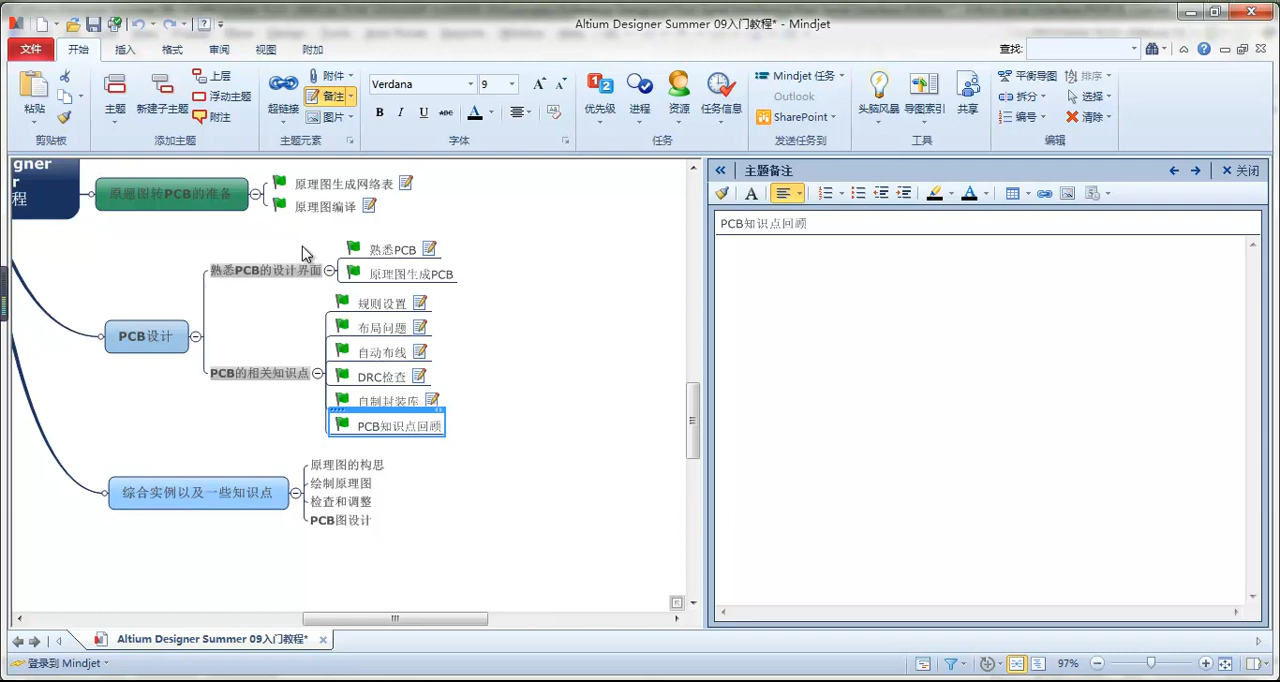 Altium Designer Summer 09入门教程* - Mindjet
文件 开始 插入 格式 审阅 视图 附加 查找:
粘贴 主题 新建子主题 上层 浮动主题 附注 超链接 附件 备注 图片 Verdana 9 优先级 进程 资源 任务信息 Mindjet 任务 Outlook SharePoint 头脑风暴 导图索引 共享 平衡导图 排序 拆分 选择 编号 清除
B I U abc A
剪贴板 添加主题 主题元素 字体 任务 发送任务到 工具 编辑
gner
r
程
原题图转PCB的准备
原理图生成网络表
原理图编译
PCB设计
熟悉PCB的设计界面
熟悉PCB
原理图生成PCB
PCB的相关知识点
规则设置
布局问题
自动布线
DRC检查
自制封装库
PCB知识点回顾
综合实例以及一些知识点
原理图的构思
绘制原理图
检查和调整
PCB图设计
主题备注 关闭
PCB知识点回顾
Altium Designer Summer 09入门教程*
登录到 Mindjet 97%